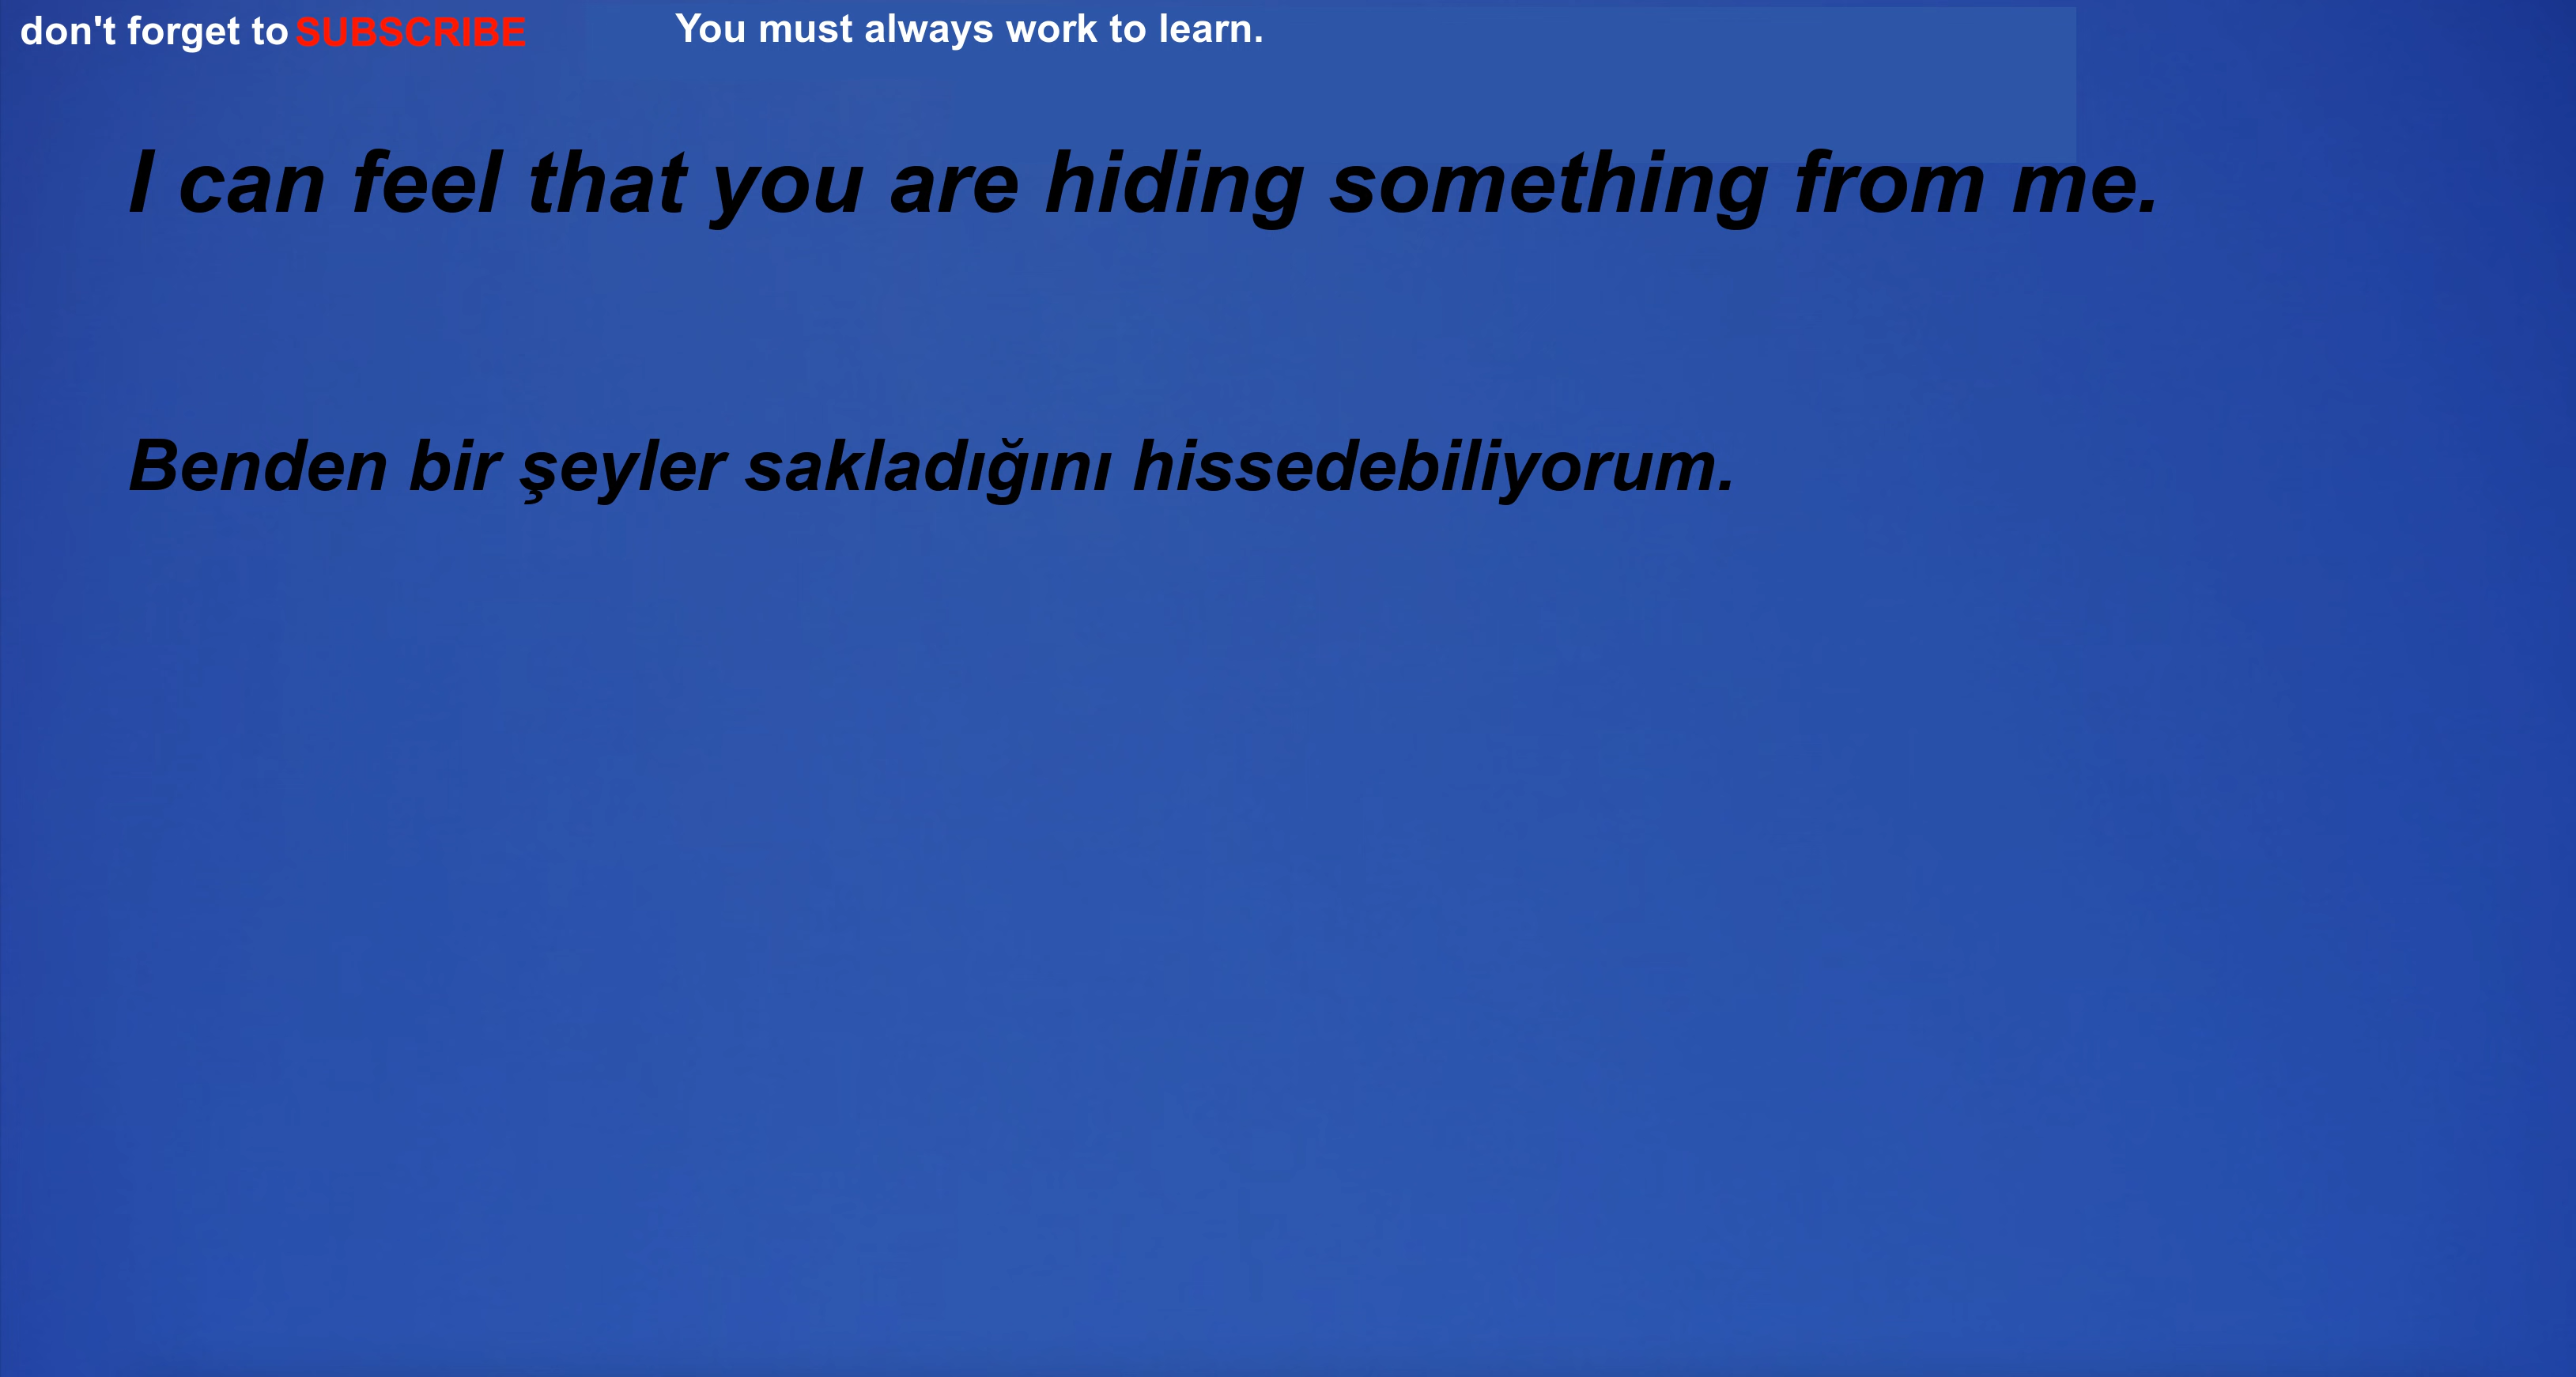 don't forget to SUBSCRIBE You must always work to learn.
I can feel that you are hiding something from me.
Benden bir şeyler sakladığını hissedebiliyorum.